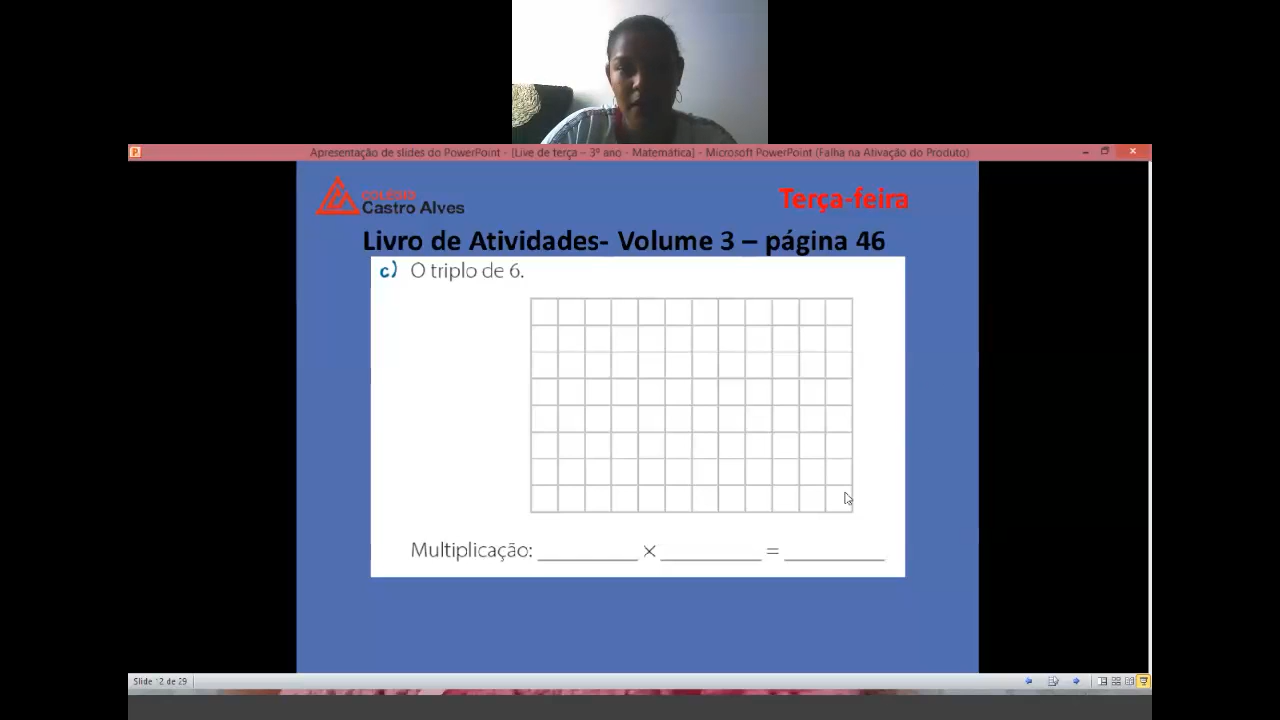 Apresentação de slides do PowerPoint - [Live de terça – 3º ano - Matemática] - Microsoft PowerPoint (Falha na Ativação do Produto)
COLÉGIO
Castro Alves
Terça-feira
Livro de Atividades- Volume 3 – página 46
c) O triplo de 6.
Multiplicação: __________ × __________ = __________
Slide 12 de 29